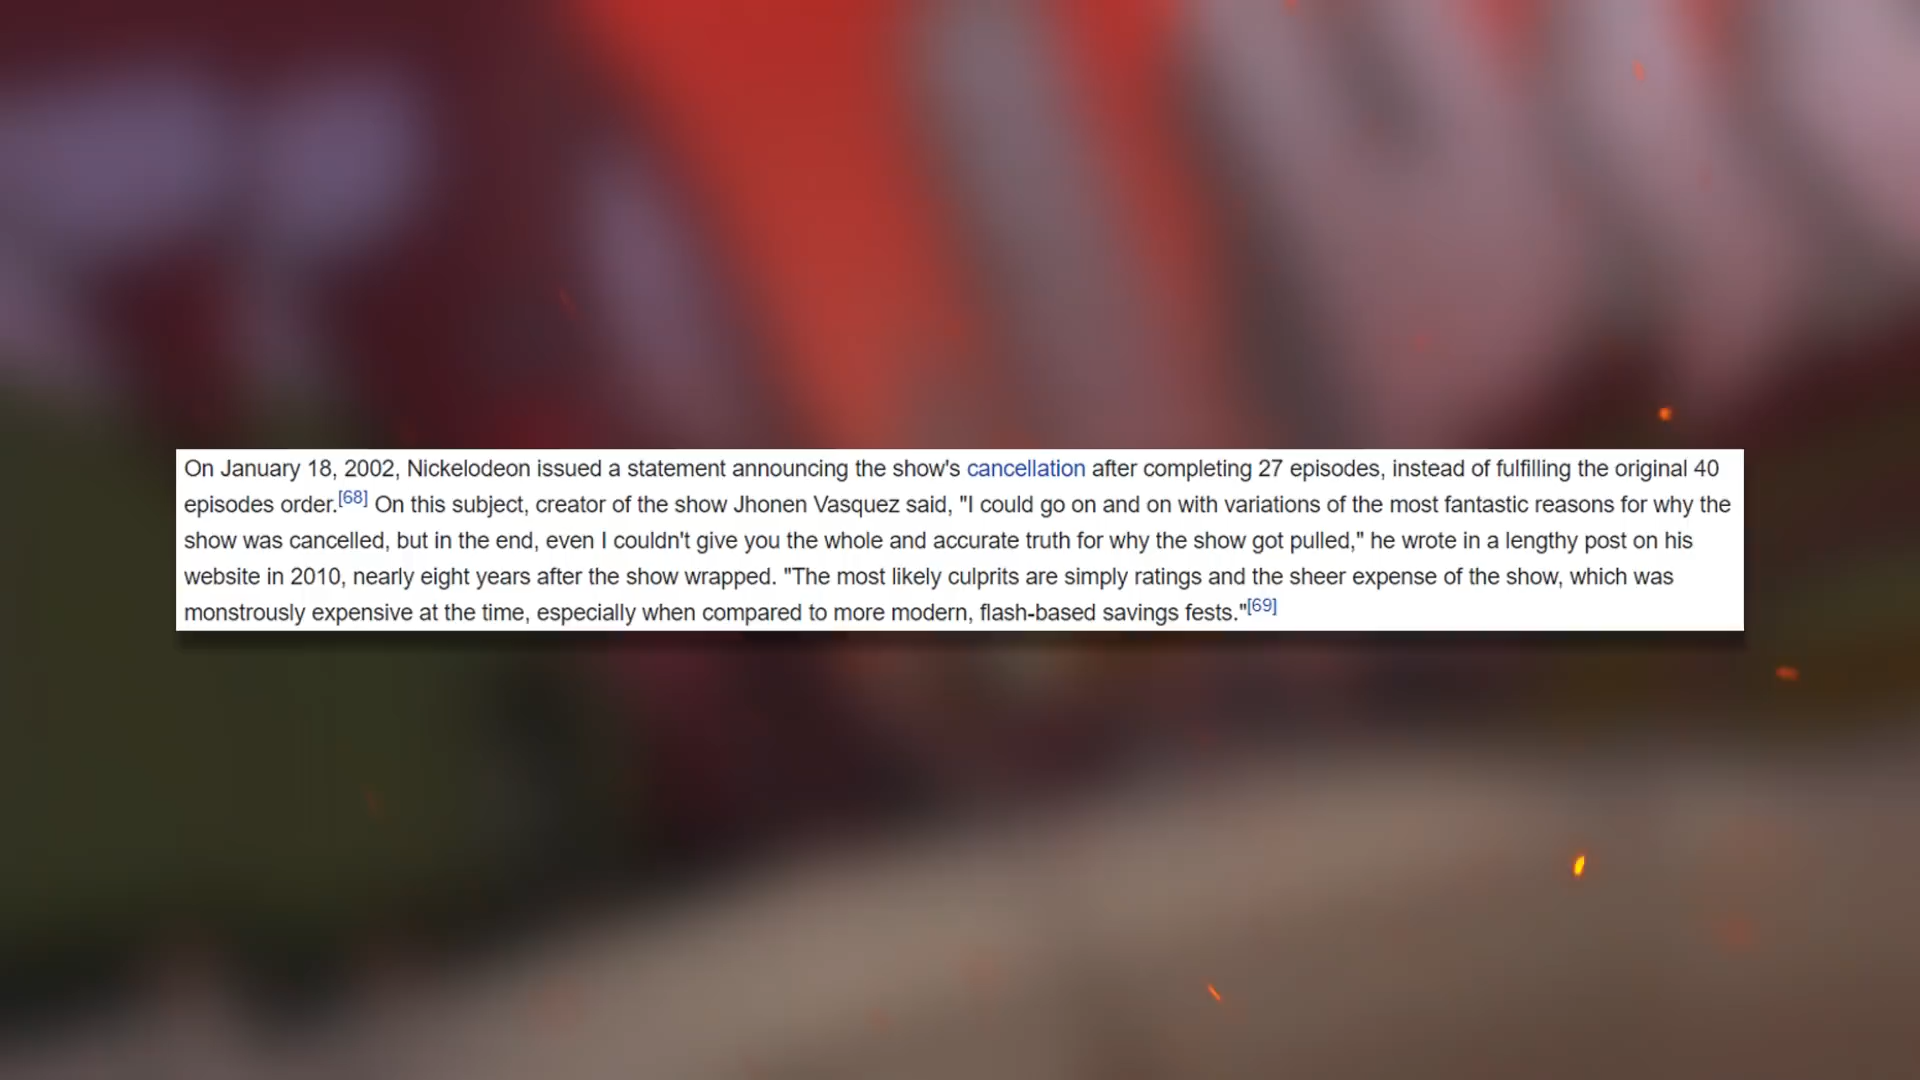 On January 18, 2002, Nickelodeon issued a statement announcing the show's cancellation after completing 27 episodes, instead of fulfilling the original 40
episodes order.[68] On this subject, creator of the show Jhonen Vasquez said, "I could go on and on with variations of the most fantastic reasons for why the
show was cancelled, but in the end, even I couldn't give you the whole and accurate truth for why the show got pulled," he wrote in a lengthy post on his
website in 2010, nearly eight years after the show wrapped. "The most likely culprits are simply ratings and the sheer expense of the show, which was
monstrously expensive at the time, especially when compared to more modern, flash-based savings fests."[69]